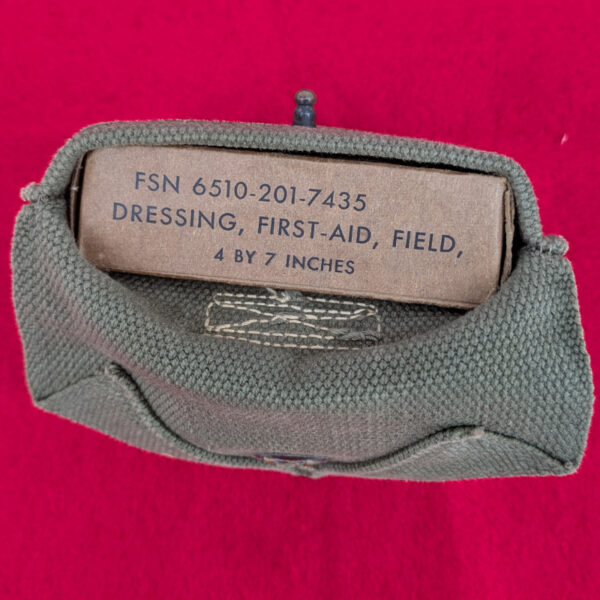 FSN 6510-201-7435
DRESSING, FIRST-AID, FIELD,
4 BY 7 INCHES